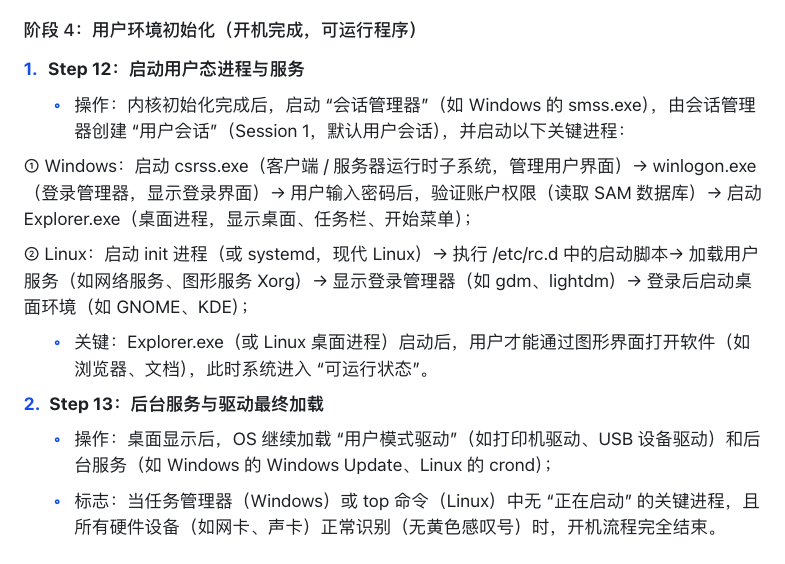 阶段 4：用户环境初始化（开机完成，可运行程序）
1. Step 12：启动用户态进程与服务
操作：内核初始化完成后，启动 “会话管理器”（如 Windows 的 smss.exe），由会话管理
器创建 “用户会话”（Session 1，默认用户会话），并启动以下关键进程：
① Windows：启动 csrss.exe（客户端 / 服务器运行时子系统，管理用户界面）→ winlogon.exe
（登录管理器，显示登录界面）→ 用户输入密码后，验证账户权限（读取 SAM 数据库）→ 启动
Explorer.exe（桌面进程，显示桌面、任务栏、开始菜单）；
② Linux：启动 init 进程（或 systemd，现代 Linux）→ 执行 /etc/rc.d 中的启动脚本→ 加载用户
服务（如网络服务、图形服务 Xorg）→ 显示登录管理器（如 gdm、lightdm）→ 登录后启动桌
面环境（如 GNOME、KDE）；
关键：Explorer.exe（或 Linux 桌面进程）启动后，用户才能通过图形界面打开软件（如
浏览器、文档），此时系统进入 “可运行状态”。
2. Step 13：后台服务与驱动最终加载
操作：桌面显示后，OS 继续加载 “用户模式驱动”（如打印机驱动、USB 设备驱动）和后
台服务（如 Windows 的 Windows Update、Linux 的 crond）；
标志：当任务管理器（Windows）或 top 命令（Linux）中无 “正在启动” 的关键进程，且
所有硬件设备（如网卡、声卡）正常识别（无黄色感叹号）时，开机流程完全结束。